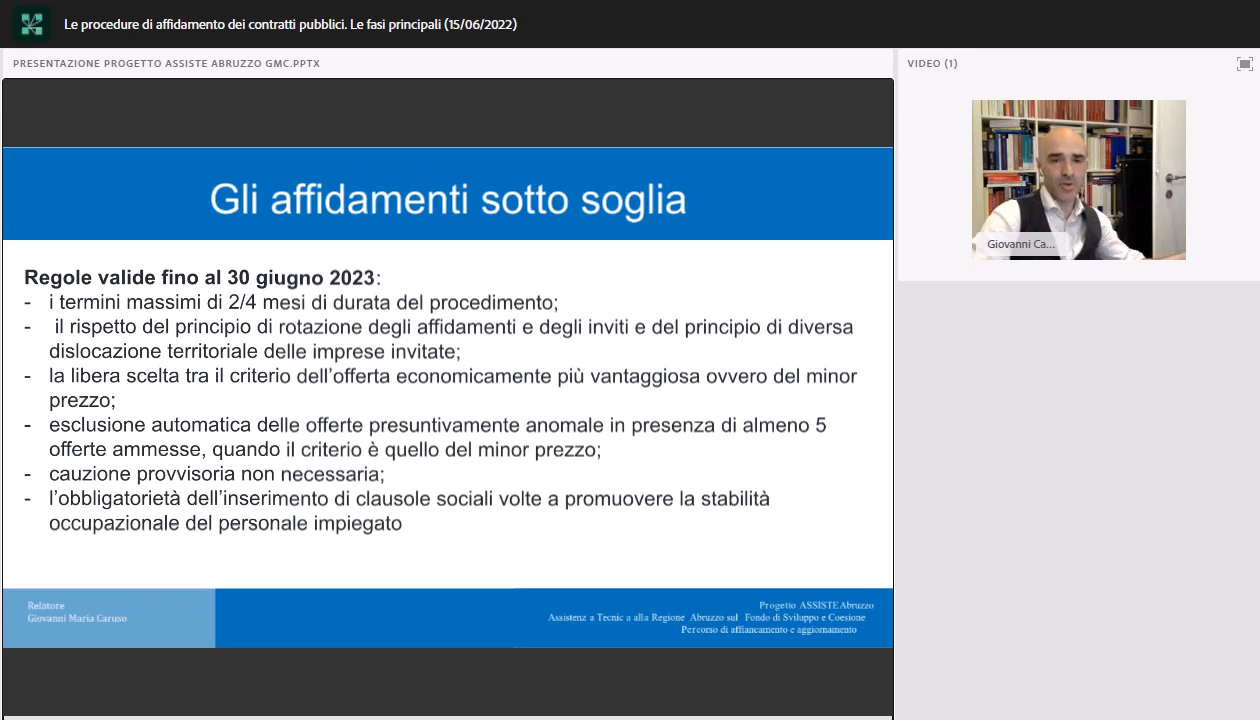 Le procedure di affidamento dei contratti pubblici. Le fasi principali (15/06/2022)
PRESENTAZIONE PROGETTO ASSISTE ABRUZZO GMC.PPTX
VIDEO (1)
Giovanni Ca...
Gli affidamenti sotto soglia
Regole valide fino al 30 giugno 2023:
- i termini massimi di 2/4 mesi di durata del procedimento;
- il rispetto del principio di rotazione degli affidamenti e degli inviti e del principio di diversa
dislocazione territoriale delle imprese invitate;
- la libera scelta tra il criterio dell’offerta economicamente più vantaggiosa ovvero del minor
prezzo;
- esclusione automatica delle offerte presuntivamente anomale in presenza di almeno 5
offerte ammesse, quando il criterio è quello del minor prezzo;
- cauzione provvisoria non necessaria;
- l’obbligatorietà dell’inserimento di clausole sociali volte a promuovere la stabilità
occupazionale del personale impiegato
Relatore
Giovanni Maria Caruso
Progetto ASSISTE Abruzzo
Assistenz a Tecnic a alla Regione Abruzzo sul Fondo di Sviluppo e Coesione
Percorso di affiancamento e aggiornamento